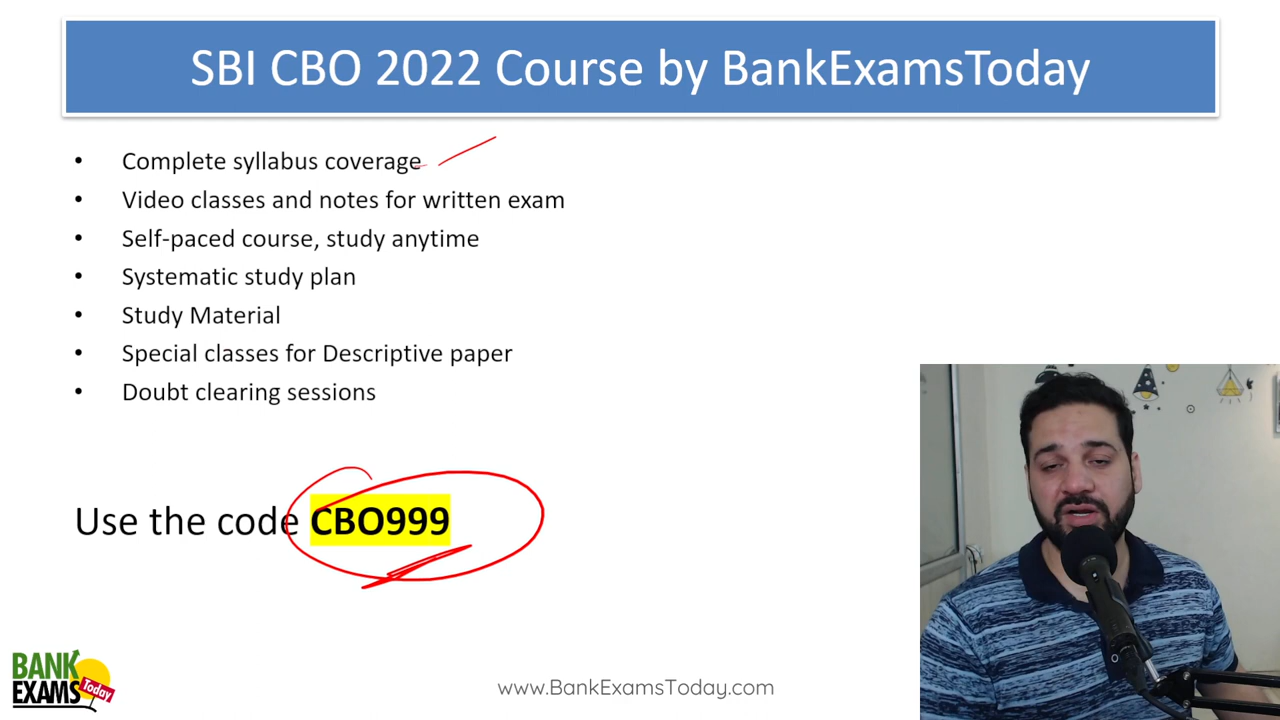 SBI CBO 2022 Course by BankExamsToday
• Complete syllabus coverage
• Video classes and notes for written exam
• Self-paced course, study anytime
• Systematic study plan
• Study Material
• Special classes for Descriptive paper
• Doubt clearing sessions
Use the code CBO999
BANK
EXAMS Today
www.BankExamsToday.com